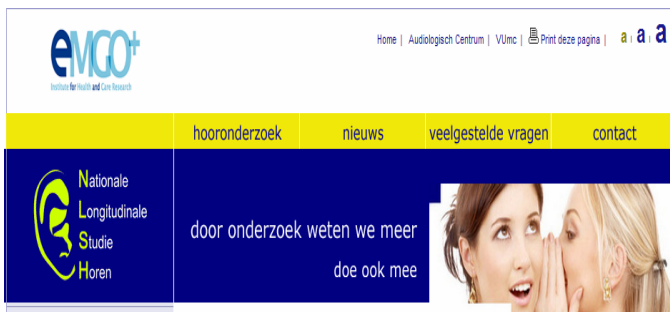 Home | Audiologisch Centrum | VUmc | Print deze pagina | a | a | a
eMGO+
Institute for Health and Care Research
hooronderzoek nieuws veelgestelde vragen contact
Nationale
Longitudinale
Studie
Horen
door onderzoek weten we meer
doe ook mee